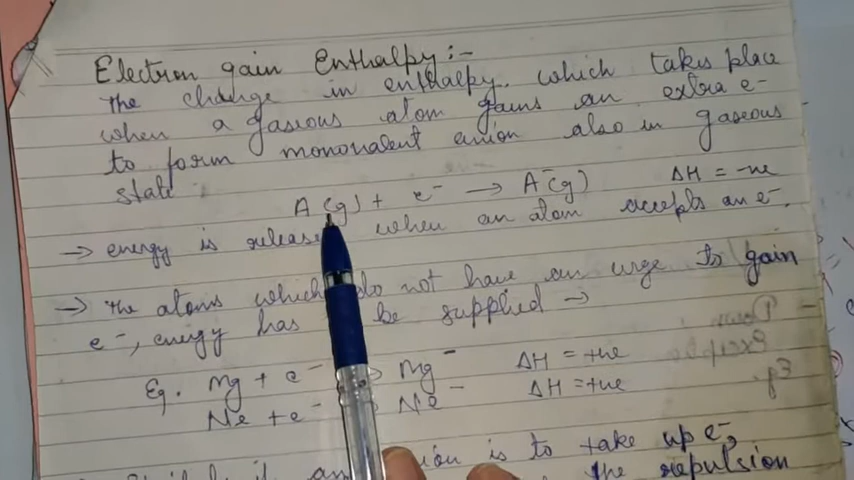 Electron gain Enthalpy :-
The change in enthalpy. which takes place
when a gaseous atom gains an extra e-
to form monovalent anion also in gaseous
state
A (g) + e⁻ → A⁻(g) ΔH = -ve
→ energy is release when an atom accepts an e⁻.
→ The atoms which do not have an urge to gain
e⁻, energy has be supplied →
Eg. Mg + e⁻ Mg⁻ ΔH = +ve
Ne + e⁻ Ne⁻ ΔH = +ve
is to take up e⁻,
the repulsion